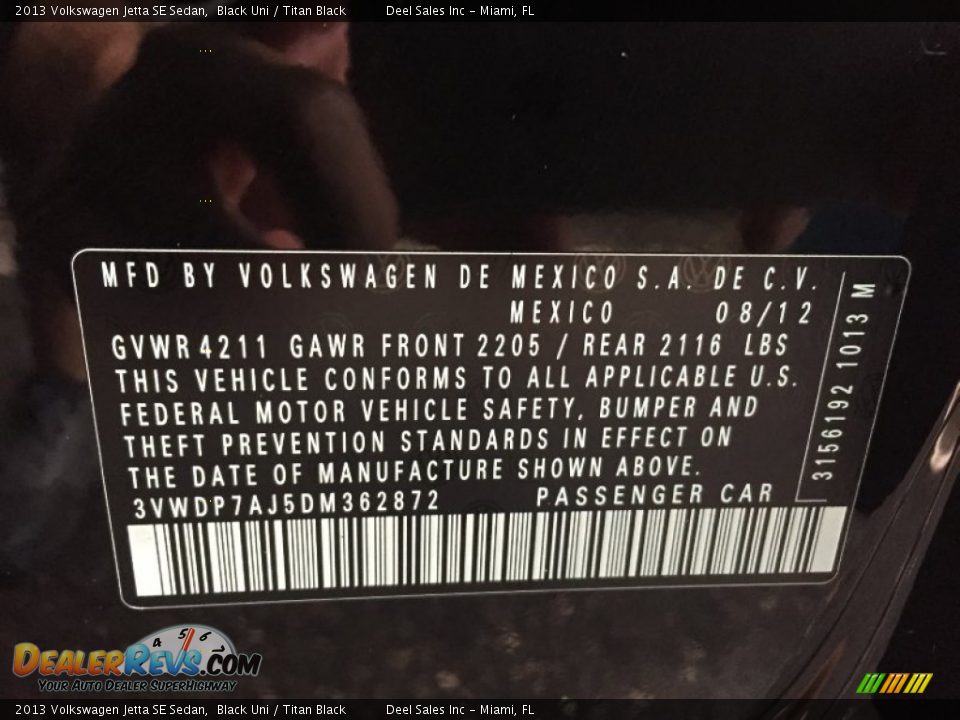 2013 Volkswagen Jetta SE Sedan, Black Uni / Titan Black Deel Sales Inc - Miami, FL
MFD BY VOLKSWAGEN DE MEXICO S.A. DE C.V.
MEXICO 08/12
GVWR 4211 GAWR FRONT 2205 / REAR 2116 LBS
THIS VEHICLE CONFORMS TO ALL APPLICABLE U.S.
FEDERAL MOTOR VEHICLE SAFETY, BUMPER AND
THEFT PREVENTION STANDARDS IN EFFECT ON
THE DATE OF MANUFACTURE SHOWN ABOVE.
3VWDP7AJ5DM362872 PASSENGER CAR
3156192 1013 M
4 5 6
DEALERREVS.COM
YOUR AUTO DEALER SUPERHIGHWAY
2013 Volkswagen Jetta SE Sedan, Black Uni / Titan Black Deel Sales Inc - Miami, FL